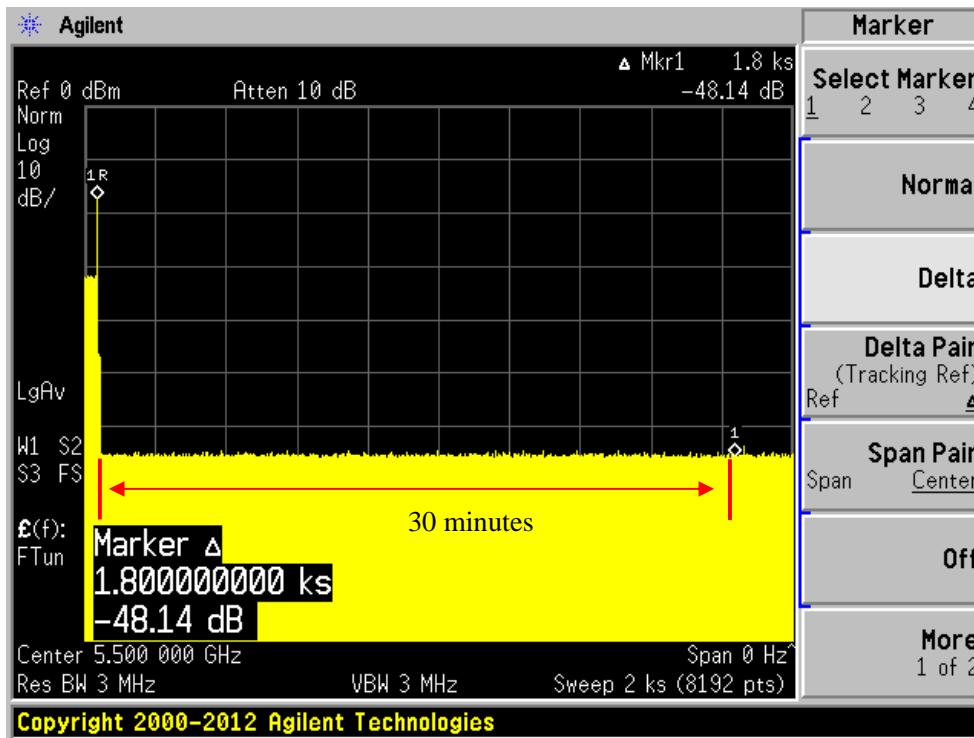 Agilent
Marker
Δ Mkr1 1.8 ks
Ref 0 dBm Atten 10 dB -48.14 dB
Norm
Log
10
dB/
1R
LgAv
W1 S2
S3 FS
£(f):
FTun
1
30 minutes
Marker Δ
1.800000000 ks
-48.14 dB
Center 5.500 000 GHz Span 0 Hz^
Res BW 3 MHz VBW 3 MHz Sweep 2 ks (8192 pts)
Copyright 2000-2012 Agilent Technologies
Select Marker
1 2 3 4
Norma
Delta
Delta Pair
(Tracking Ref)
Ref Δ
Span Pair
Span Center
Off
More
1 of 2